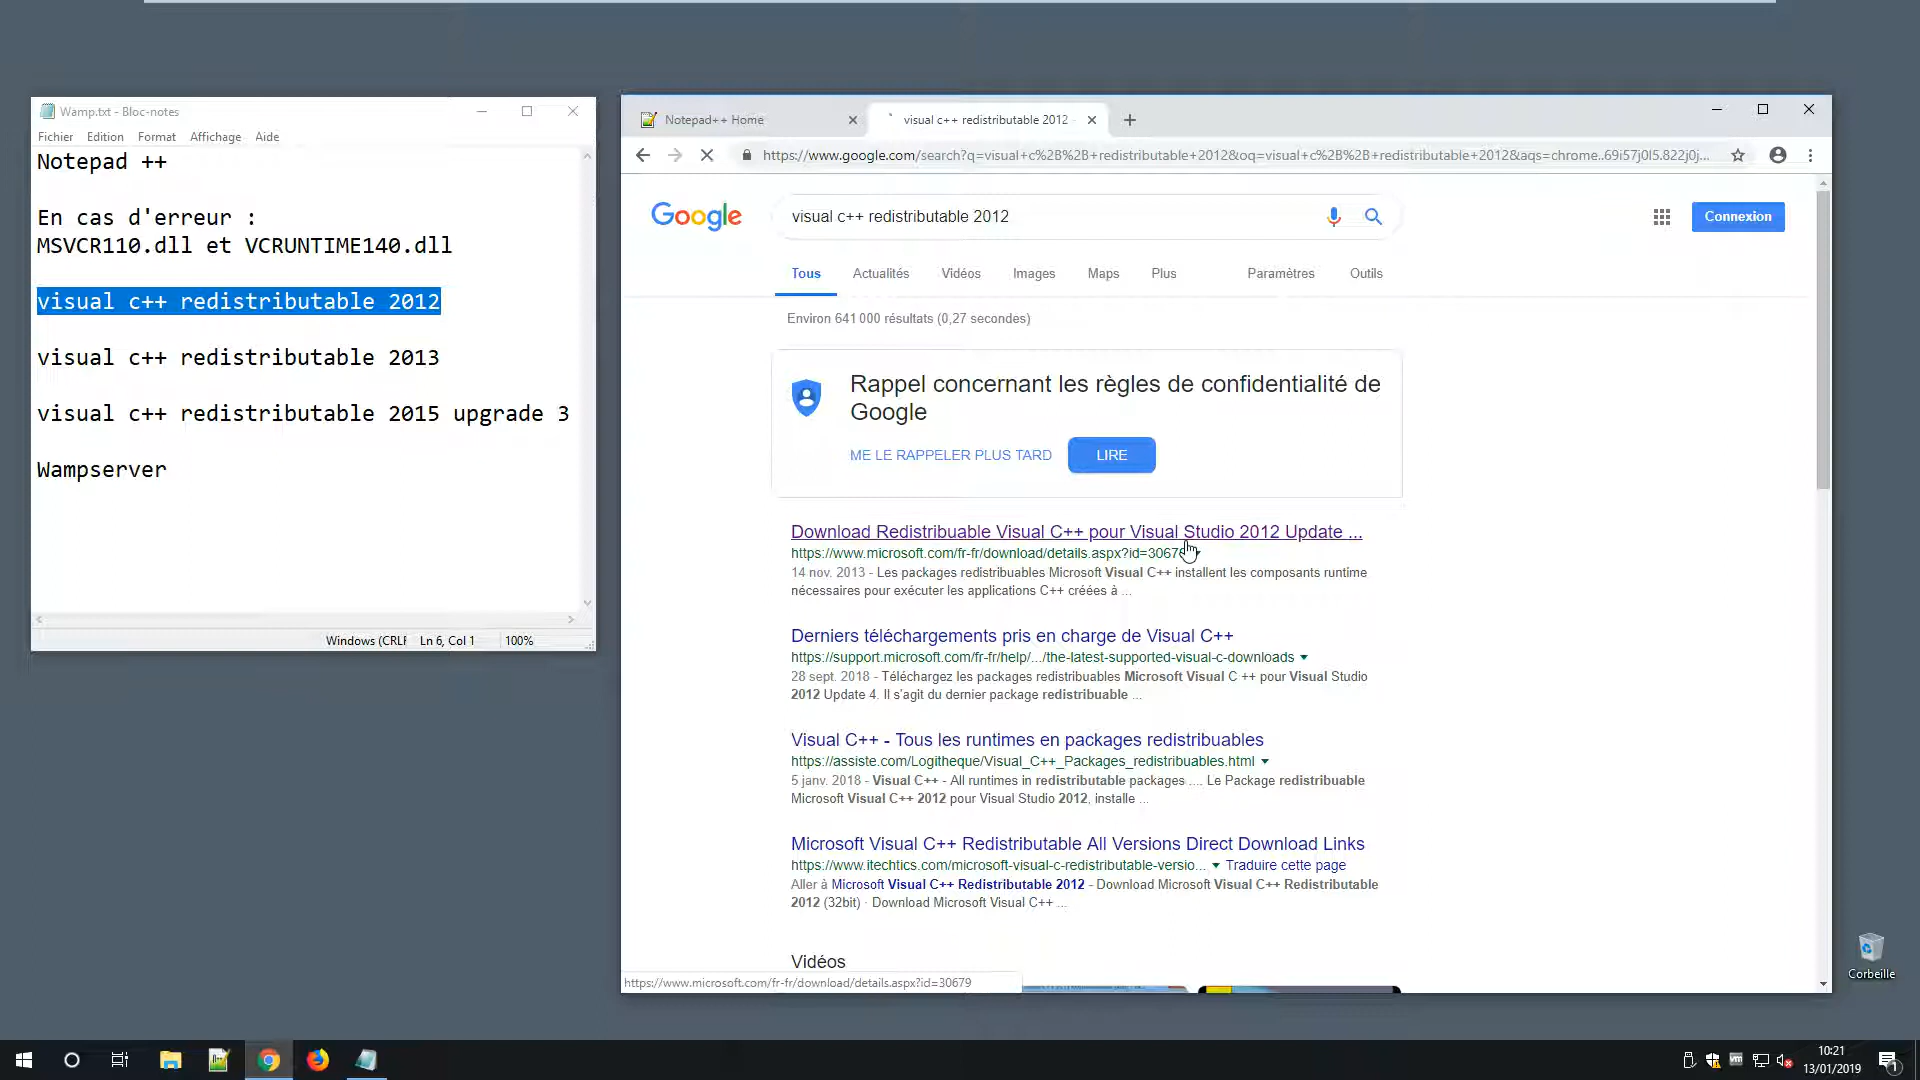 Wamp.txt - Bloc-notes
Fichier Edition Format Affichage Aide
Notepad ++
En cas d'erreur :
MSVCR110.dll et VCRUNTIME140.dll
visual c++ redistributable 2012
visual c++ redistributable 2013
visual c++ redistributable 2015 upgrade 3
Wampserver
Windows (CRLF Ln 6, Col 1 100%
Notepad++ Home
visual c++ redistributable 2012 -
https://www.google.com/search?q=visual+c%2B%2B+redistributable+2012&oq=visual+c%2B%2B+redistributable+2012&aqs=chrome..69i57j0l5.822j0j...
Google
visual c++ redistributable 2012
Connexion
Tous Actualités Vidéos Images Maps Plus Paramètres Outils
Environ 641 000 résultats (0,27 secondes)
Rappel concernant les règles de confidentialité de
Google
ME LE RAPPELER PLUS TARD LIRE
Download Redistribuable Visual C++ pour Visual Studio 2012 Update ...
https://www.microsoft.com/fr-fr/download/details.aspx?id=30679
14 nov. 2013 - Les packages redistribuables Microsoft Visual C++ installent les composants runtime
nécessaires pour exécuter les applications C++ créées à ...
Derniers téléchargements pris en charge de Visual C++
https://support.microsoft.com/fr-fr/help/.../the-latest-supported-visual-c-downloads
28 sept. 2018 - Téléchargez les packages redistribuables Microsoft Visual C ++ pour Visual Studio
2012 Update 4. Il s'agit du dernier package redistribuable ...
Visual C++ - Tous les runtimes en packages redistribuables
https://assiste.com/Logitheque/Visual_C++_Packages_redistribuables.html
5 janv. 2018 - Visual C++ - All runtimes in redistributable packages .... Le Package redistribuable
Microsoft Visual C++ 2012 pour Visual Studio 2012, installe ...
Microsoft Visual C++ Redistributable All Versions Direct Download Links
https://www.itechtics.com/microsoft-visual-c-redistributable-versio... Traduire cette page
Aller à Microsoft Visual C++ Redistributable 2012 - Download Microsoft Visual C++ Redistributable
2012 (32bit) · Download Microsoft Visual C++ ...
Vidéos
https://www.microsoft.com/fr-fr/download/details.aspx?id=30679
Corbeille
10:21
13/01/2019
1